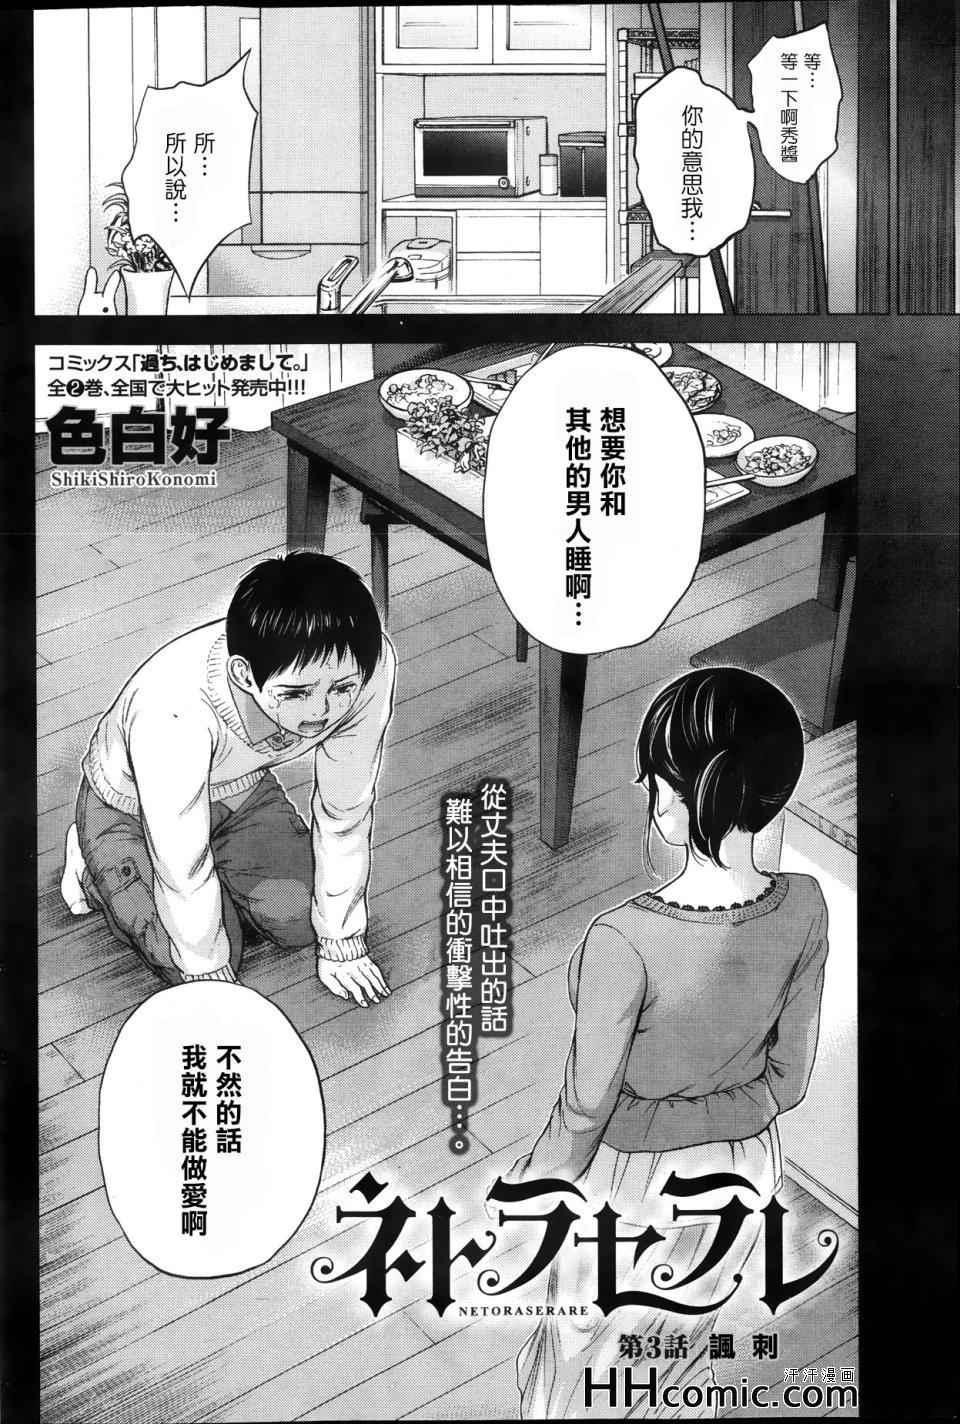 等…
等一下啊秀醬
你的意思我…
所…
所以說…
コミックス「過ち、はじめまして。」
全❷巻、全国で大ヒット発売中!!!
色白好
ShikiShiroKonomi
想要你和
其他的男人睡啊…
從丈夫口中吐出的話
難以相信的衝擊性的告白…。
不然的話
我就不能做愛啊
ネトラセラレ
NETORASERARE
第3話 諷刺
汗汗漫画
HHcomic.com